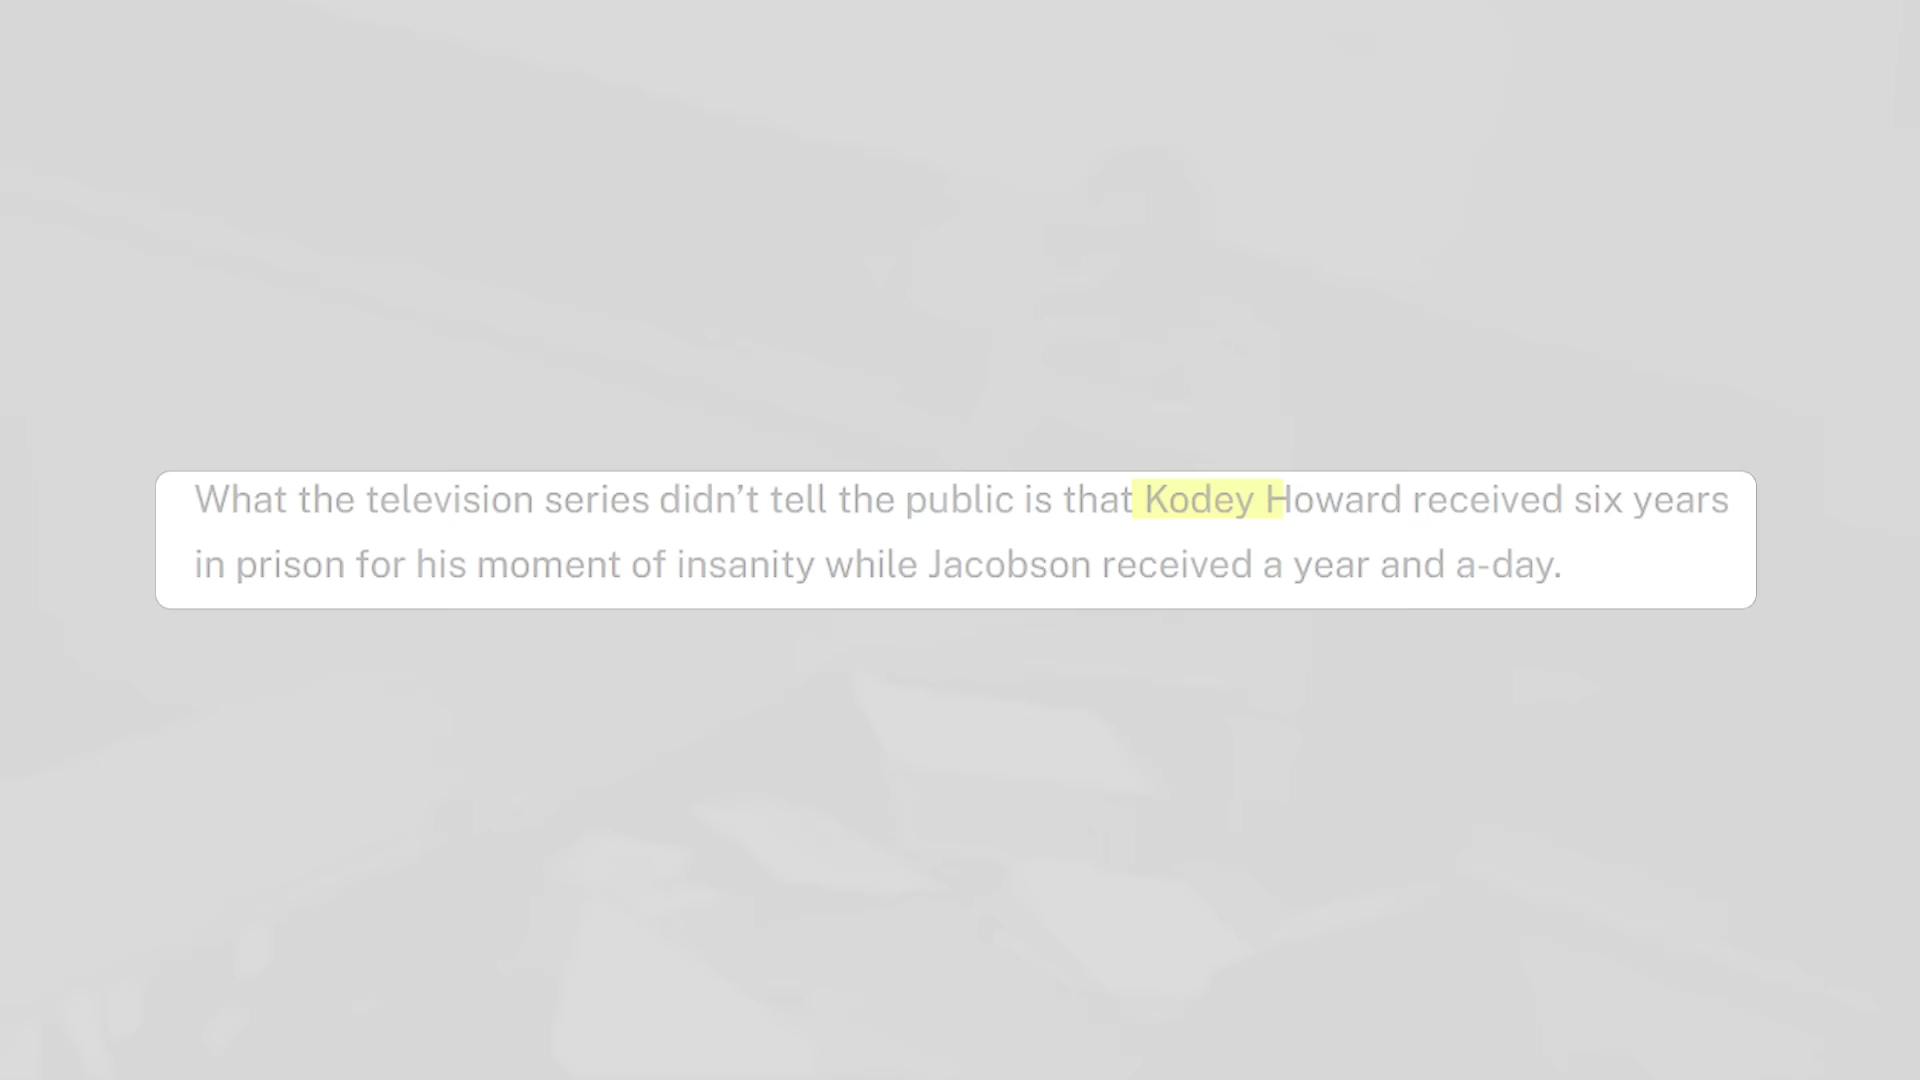 What the television series didn’t tell the public is that Kodey Howard received six years
in prison for his moment of insanity while Jacobson received a year and a-day.